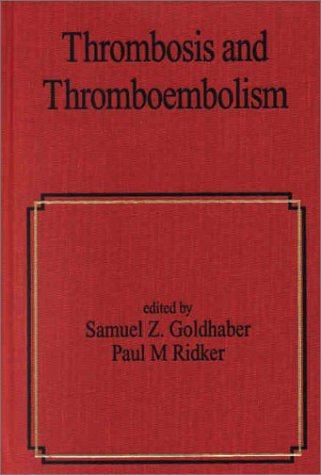 Thrombosis and
Thromboembolism
edited by
Samuel Z. Goldhaber
Paul M Ridker